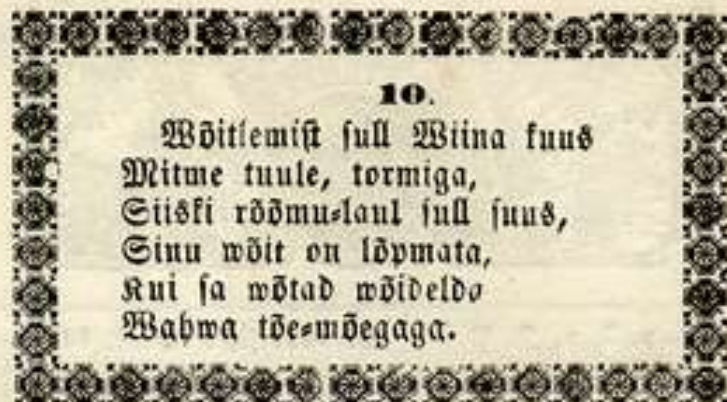 10.
Wõitlemist sull Wiina kuus
Mitme tuule, tormiga,
Siiski rõõmu-laul sull suus,
Sinu wõit on lõpmata,
Kui sa wõtad wõidelda
Wahwa tõe-mõegaga.